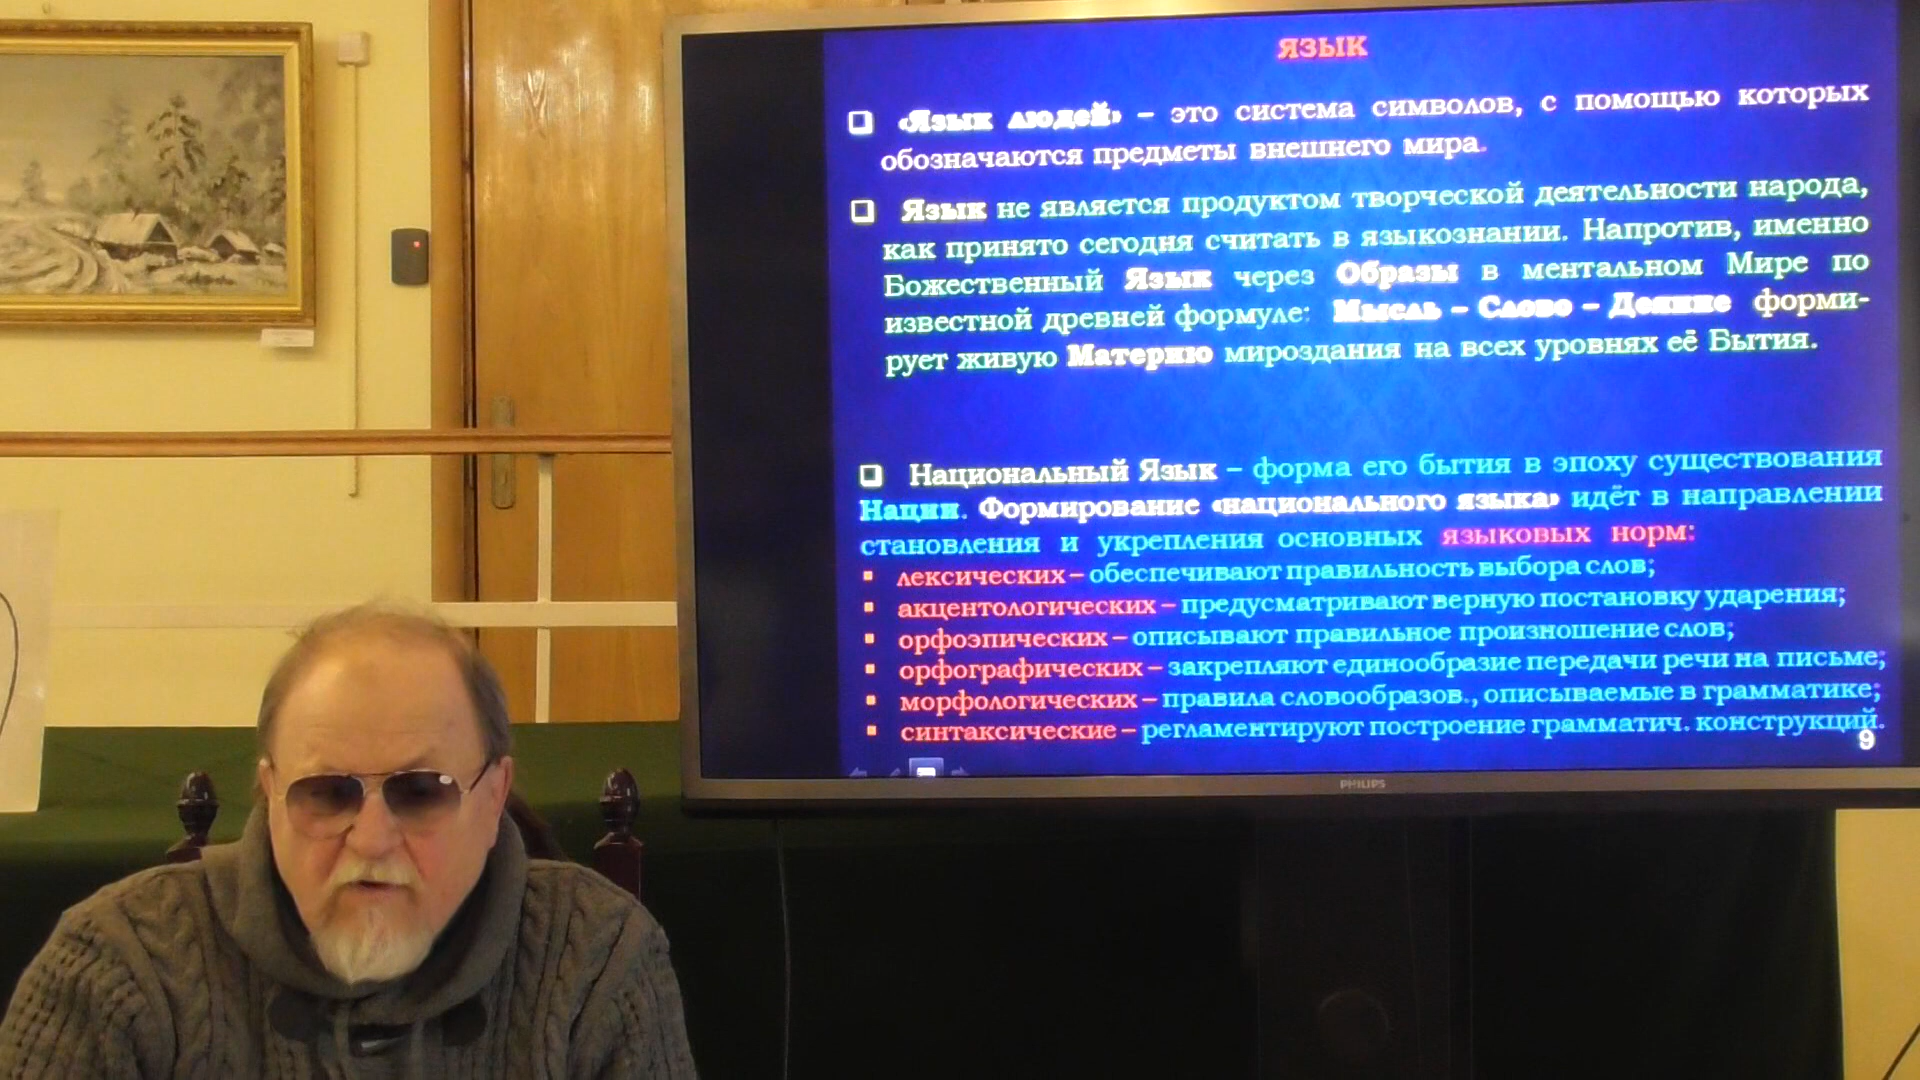 ЯЗЫК
«Язык людей» – это система символов, с помощью которых
обозначаются предметы внешнего мира.
Язык не является продуктом творческой деятельности народа,
как принято сегодня считать в языкознании. Напротив, именно
Божественный Язык через Образы в ментальном Мире по
известной древней формуле: Мысль – Слово – Деяние форми-
рует живую Материю мироздания на всех уровнях её Бытия.
Национальный Язык – форма его бытия в эпоху существования
Нации. Формирование «национального языка» идёт в направлении
становления и укрепления основных языковых норм:
лексических – обеспечивают правильность выбора слов;
акцентологических – предусматривают верную постановку ударения;
орфоэпических – описывают правильное произношение слов;
орфографических – закрепляют единообразие передачи речи на письме;
морфологических – правила словообразов., описываемые в грамматике;
синтаксические – регламентируют построение грамматич. конструкций.
9
PHILIPS